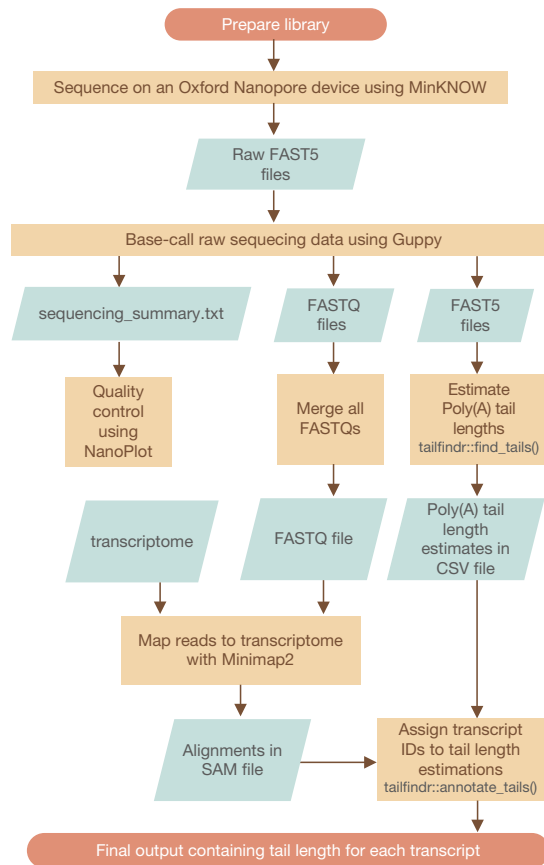 Prepare library
Sequence on an Oxford Nanopore device using MinKNOW
Raw FAST5
files
Base-call raw sequecing data using Guppy
sequencing_summary.txt
FASTQ
files
FAST5
files
Quality
control
using
NanoPlot
Merge all
FASTQs
Estimate
Poly(A) tail
lengths
tailfindr::find_tails()
transcriptome
FASTQ file
Poly(A) tail
length
estimates in
CSV file
Map reads to transcriptome
with Minimap2
Alignments in
SAM file
Assign transcript
IDs to tail length
estimations
tailfindr::annotate_tails()
Final output containing tail length for each transcript